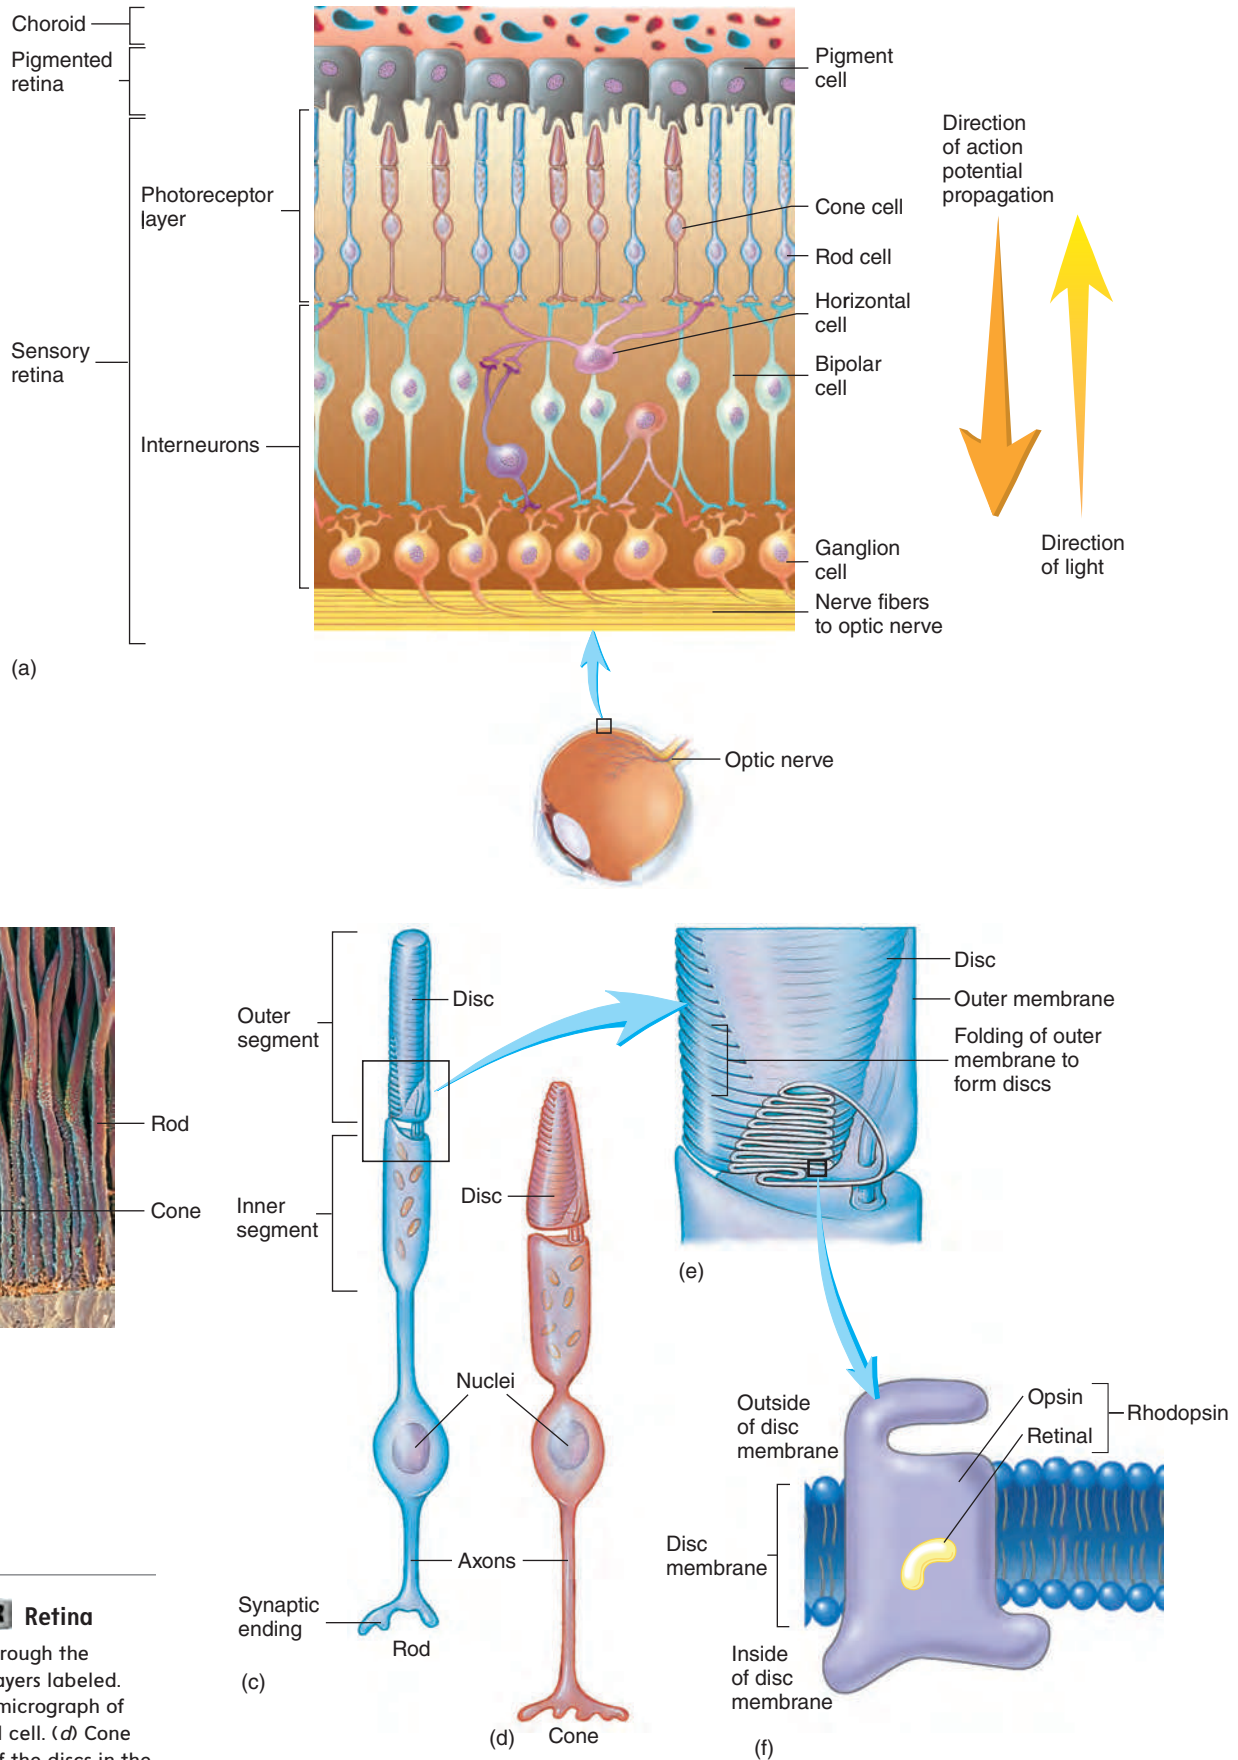 Choroid
Pigmented
retina
Pigment
cell
Direction
of action
potential
propagation
Photoreceptor
layer
Cone cell
Rod cell
Horizontal
cell
Sensory
retina
Bipolar
cell
Interneurons
Ganglion
cell
Direction
of light
Nerve fibers
to optic nerve
(a)
Optic nerve
Rod
Cone
Outer
segment
Disc
Inner
segment
Disc
Nuclei
Axons
Synaptic
ending
Rod
(c)
(d)
Cone
Disc
Outer membrane
Folding of outer
membrane to
form discs
(e)
Outside
of disc
membrane
Opsin
Retinal
Rhodopsin
Disc
membrane
Inside
of disc
membrane
(f)
Retina
rough the
ayers labeled.
micrograph of
l cell. (d) Cone
f the discs in the